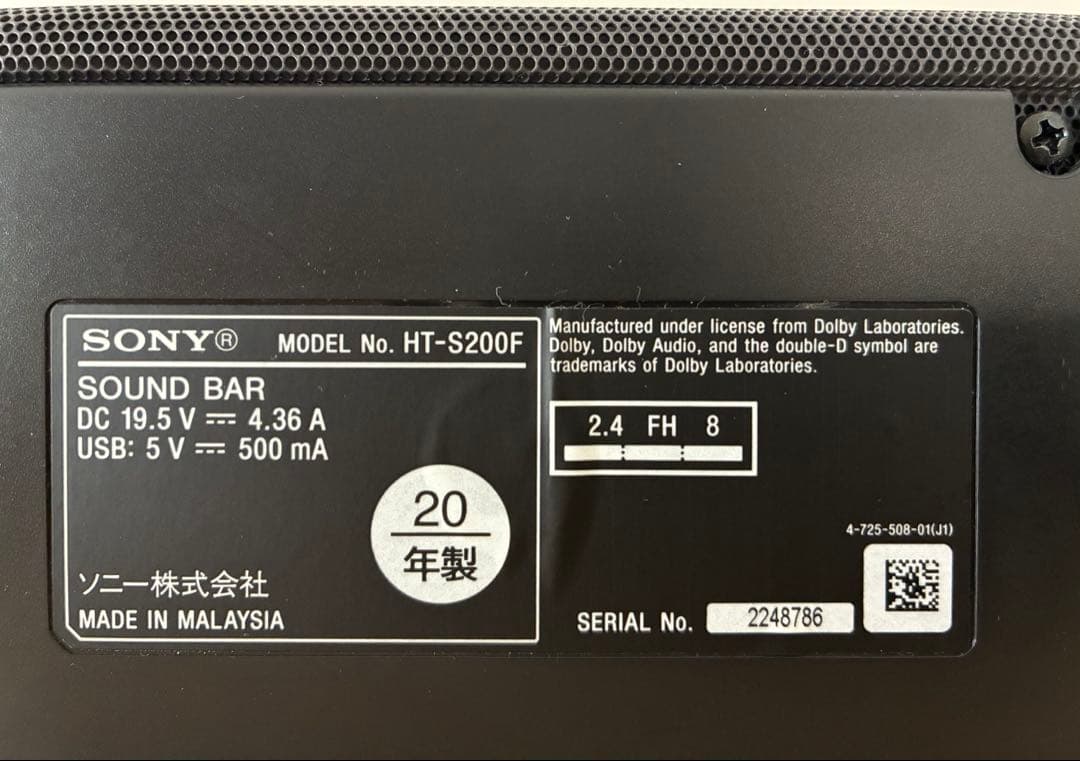 SONY® MODEL No. HT-S200F
SOUND BAR
DC 19.5 V ⎓ 4.36 A
USB: 5 V ⎓ 500 mA
20
年製
ソニー株式会社
MADE IN MALAYSIA
Manufactured under license from Dolby Laboratories.
Dolby, Dolby Audio, and the double-D symbol are
trademarks of Dolby Laboratories.
2.4 FH 8
4-725-508-01(J1)
SERIAL No. 2248786